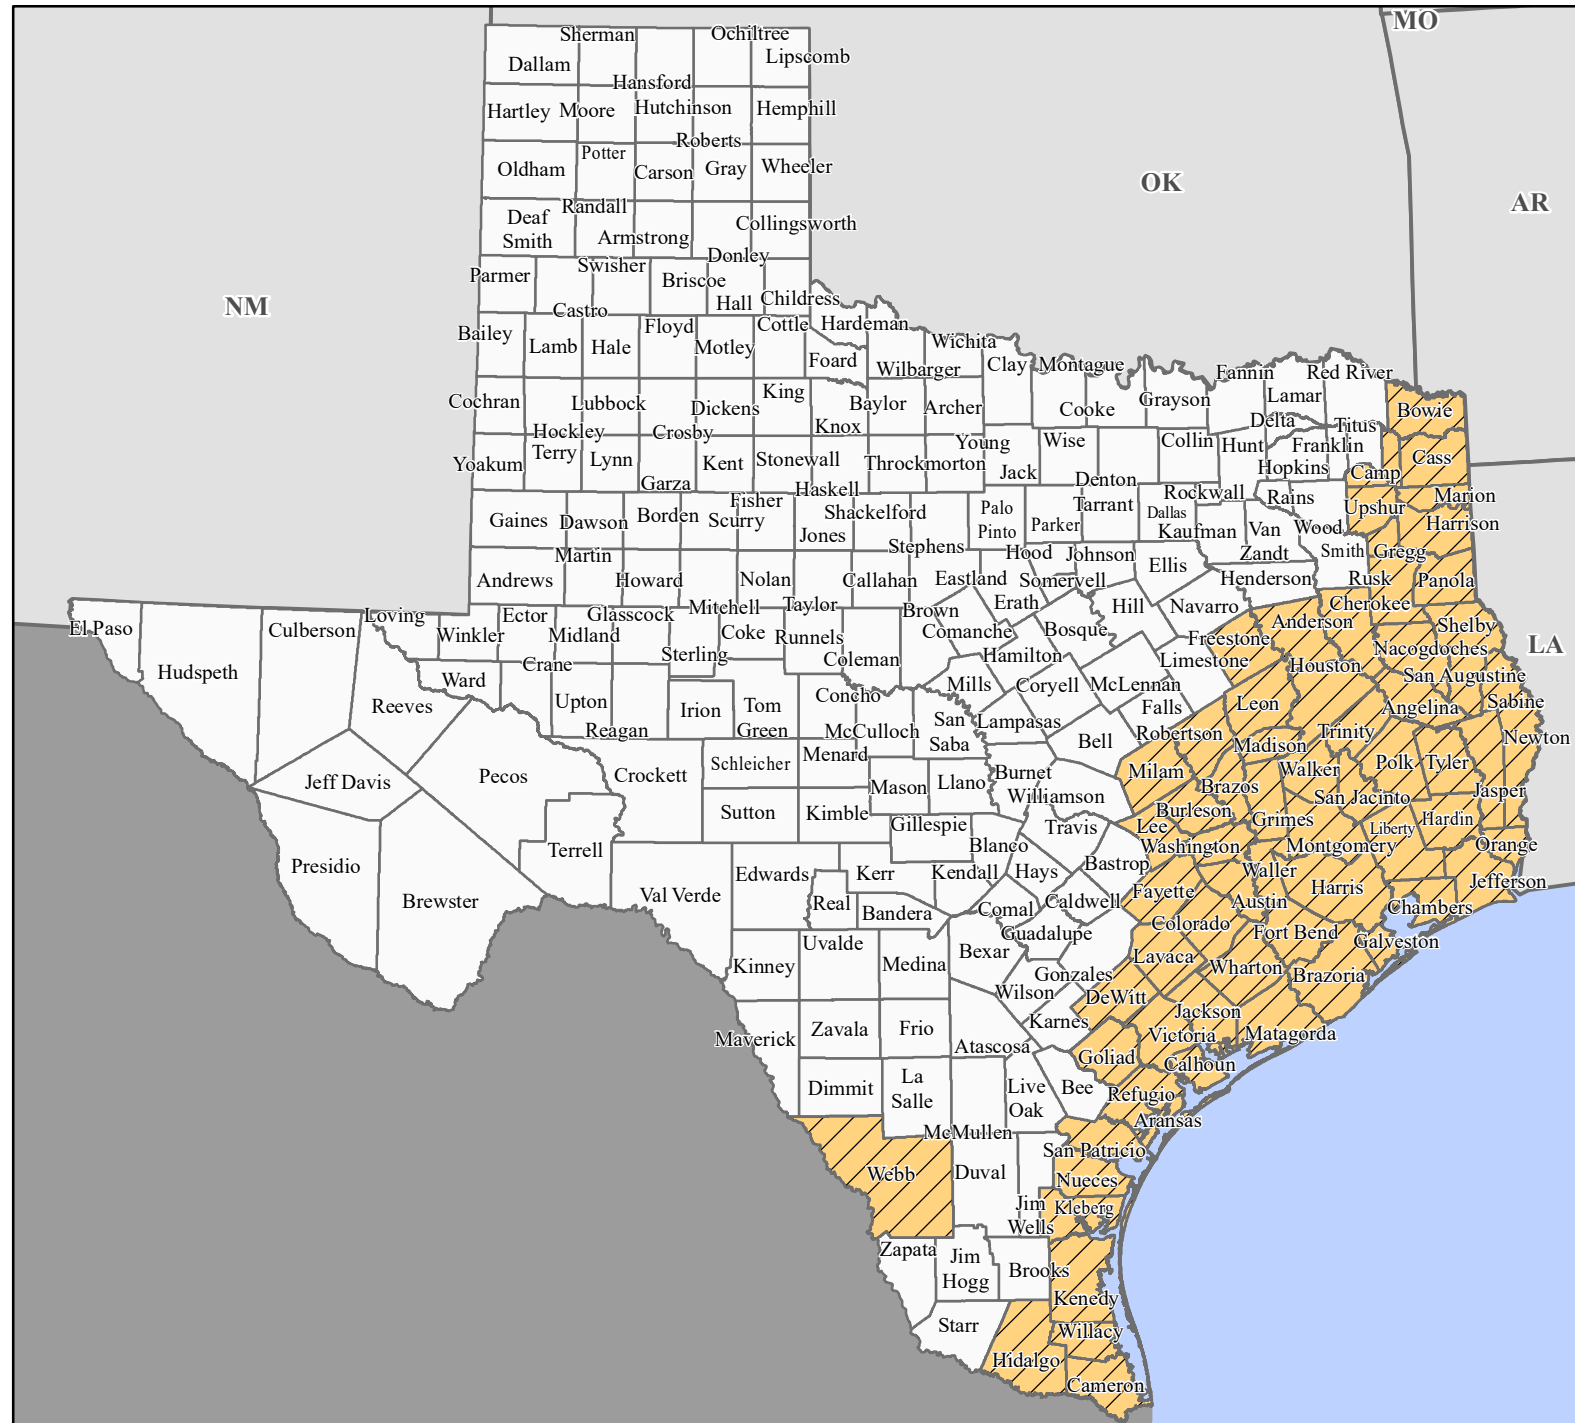 MO
Sherman
Ochiltree
Dallam
Lipscomb
Hansford
Hartley
Moore
Hutchinson
Hemphill
Roberts
OK
Potter
Oldham
Carson
Gray
Wheeler
AR
Deaf
Smith
Randall
Armstrong
Collingsworth
Donley
Parmer
Swisher
Briscoe
Hall
Childress
NM
Castro
Bailey
Lamb
Hale
Floyd
Motley
Cottle
Hardeman
Foard
Wilbarger
Wichita
Clay
Montague
Fannin
Red River
Cochran
Lubbock
Dickens
King
Knox
Baylor
Archer
Cooke
Grayson
Lamar
Bowie
Hockley
Crosby
Young
Wise
Collin
Hunt
Delta
Titus
Franklin
Yoakum
Terry
Lynn
Garza
Kent
Stonewall
Throckmorton
Jack
Denton
Hopkins
Camp
Cass
Haskell
Fisher
Gaines
Dawson
Borden
Scurry
Jones
Shackelford
Palo
Pinto
Parker
Tarrant
Dallas
Rockwall
Kaufman
Rains
Van
Zandt
Wood
Upshur
Marion
Harrison
Stephens
Hood
Johnson
Ellis
Smith
Gregg
Martin
Andrews
Howard
Nolan
Callahan
Eastland
Somervell
Henderson
Rusk
Panola
Loving
Winkler
Ector
Midland
Glasscock
Mitchell
Coke
Taylor
Runnels
Brown
Comanche
Erath
Bosque
Hill
Navarro
Anderson
Cherokee
Shelby
LA
El Paso
Hudspeth
Culberson
Crane
Sterling
Coleman
Hamilton
Freestone
Limestone
Houston
Nacogdoches
San Augustine
Ward
Reeves
Upton
Reagan
Irion
Tom
Green
Concho
McCulloch
San
Saba
Mills
Lampasas
Coryell
McLennan
Falls
Leon
Angelina
Sabine
Newton
Jeff Davis
Pecos
Crockett
Schleicher
Menard
Mason
Llano
Burnet
Bell
Robertson
Milam
Madison
Trinity
Walker
Polk
Tyler
Jasper
Sutton
Kimble
Gillespie
Blanco
Williamson
Travis
Brazos
Burleson
Lee
Grimes
San Jacinto
Liberty
Hardin
Presidio
Brewster
Terrell
Val Verde
Edwards
Kerr
Kendall
Hays
Bastrop
Washington
Montgomery
Orange
Waller
Harris
Jefferson
Real
Bandera
Comal
Caldwell
Fayette
Austin
Chambers
Guadalupe
Colorado
Fort Bend
Galveston
Kinney
Uvalde
Medina
Bexar
Gonzales
Lavaca
Wharton
Brazoria
Wilson
DeWitt
Maverick
Zavala
Frio
Atascosa
Karnes
Jackson
Victoria
Matagorda
Goliad
Calhoun
Dimmit
La
Salle
Live
Oak
Bee
Refugio
Aransas
McMullen
San Patricio
Webb
Duval
Nueces
Jim
Wells
Kleberg
Zapata
Jim
Hogg
Brooks
Kenedy
Starr
Willacy
Hidalgo
Cameron